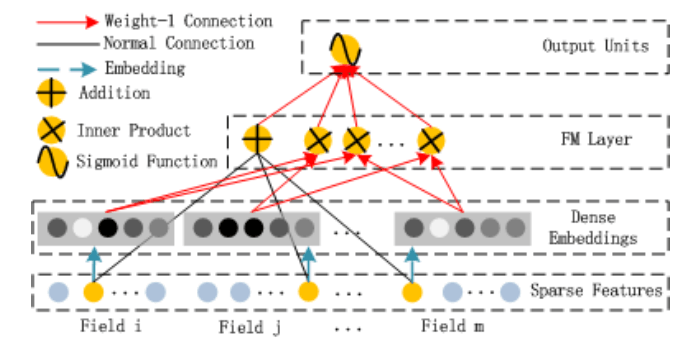 Weight-1 Connection
Normal Connection
Embedding
Addition
Inner Product
Sigmoid Function
Output Units
FM Layer
Dense
Embeddings
...
Sparse Features
... ... ... ...
Field i Field j ... Field m